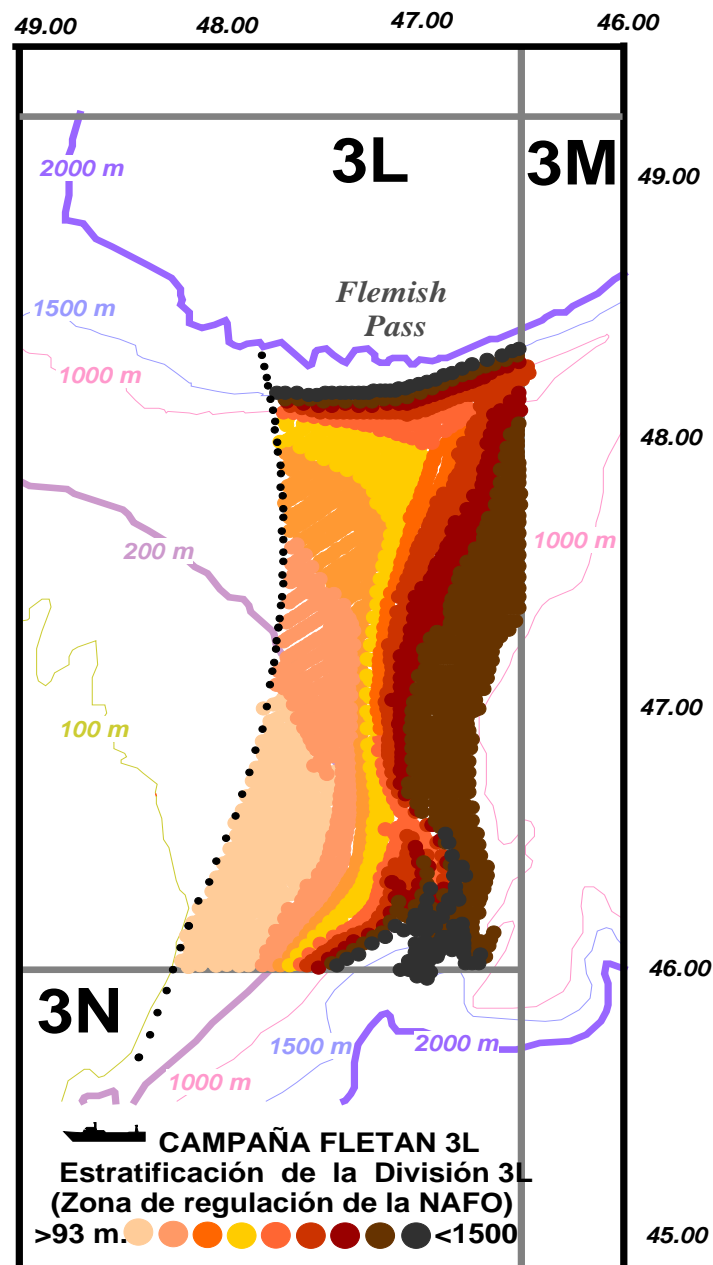 49.00 48.00 47.00 46.00
3L 3M
2000 m
49.00
Flemish
Pass
1500 m
1000 m
48.00
200 m
1000 m
47.00
100 m
46.00
3N
1500 m
2000 m
1000 m
CAMPAÑA FLETAN 3L
Estratificación de la División 3L
(Zona de regulación de la NAFO)
>93 m. <1500
45.00